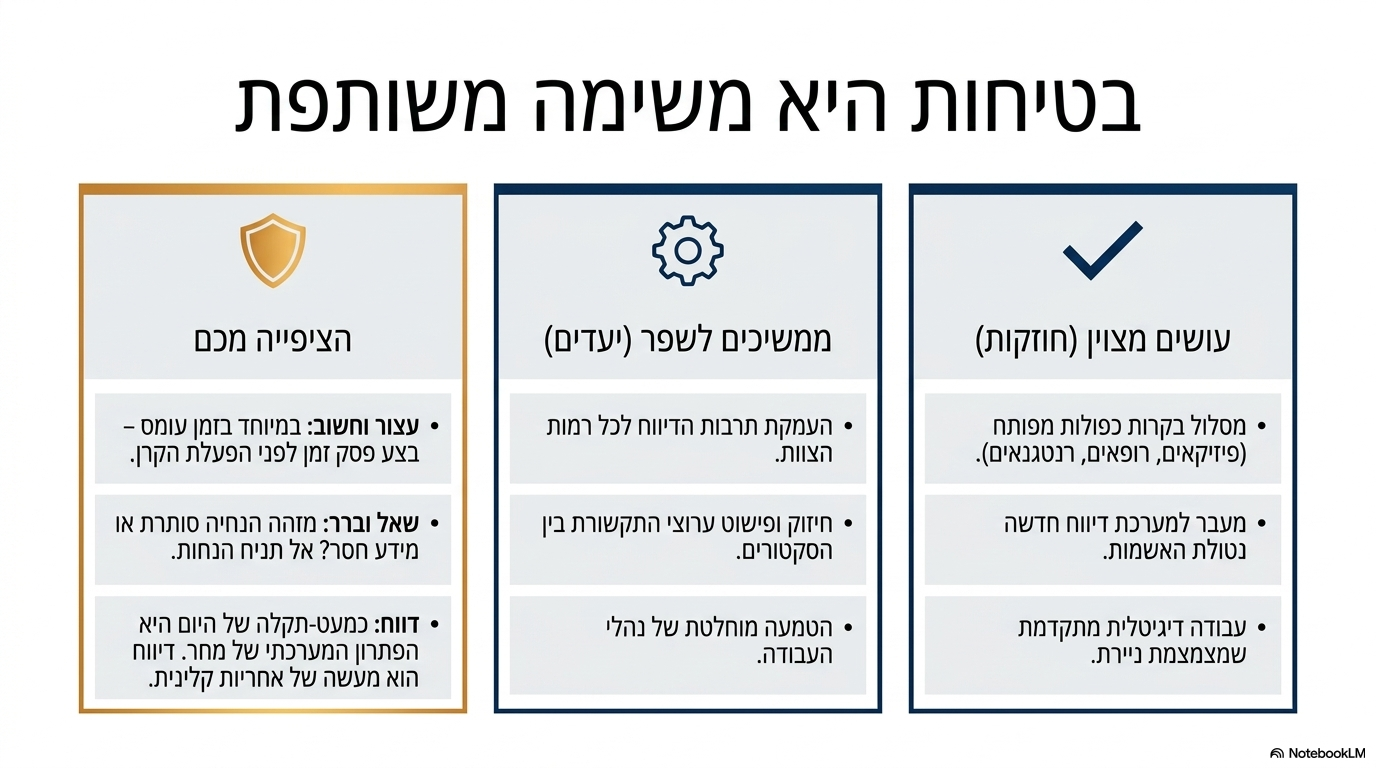 בטיחות היא משימה משותפת
עושים מצוין (חוזקות)
• מסלול בקרות כפולות מפותח
(פיזיקאים, רופאים, רנטגנאים).
• מעבר למערכת דיווח חדשה
נטולת האשמות.
• עבודה דיגיטלית מתקדמת
שמצמצמת ניירת.
ממשיכים לשפר (יעדים)
• העמקת תרבות הדיווח לכל רמות
הצוות.
• חיזוק ופישוט ערוצי התקשורת בין
הסקטורים.
• הטמעה מוחלטת של נהלי
העבודה.
הציפייה מכם
• עצור וחשוב: במיוחד בזמן עומס –
בצע פסק זמן לפני הפעלת הקרן.
• שאל וברר: מזהה הנחיה סותרת או
מידע חסר? אל תניח הנחות.
• דווח: כמעט-תקלה של היום היא
הפתרון המערכתי של מחר. דיווח
הוא מעשה של אחריות קלינית.
NotebookLM